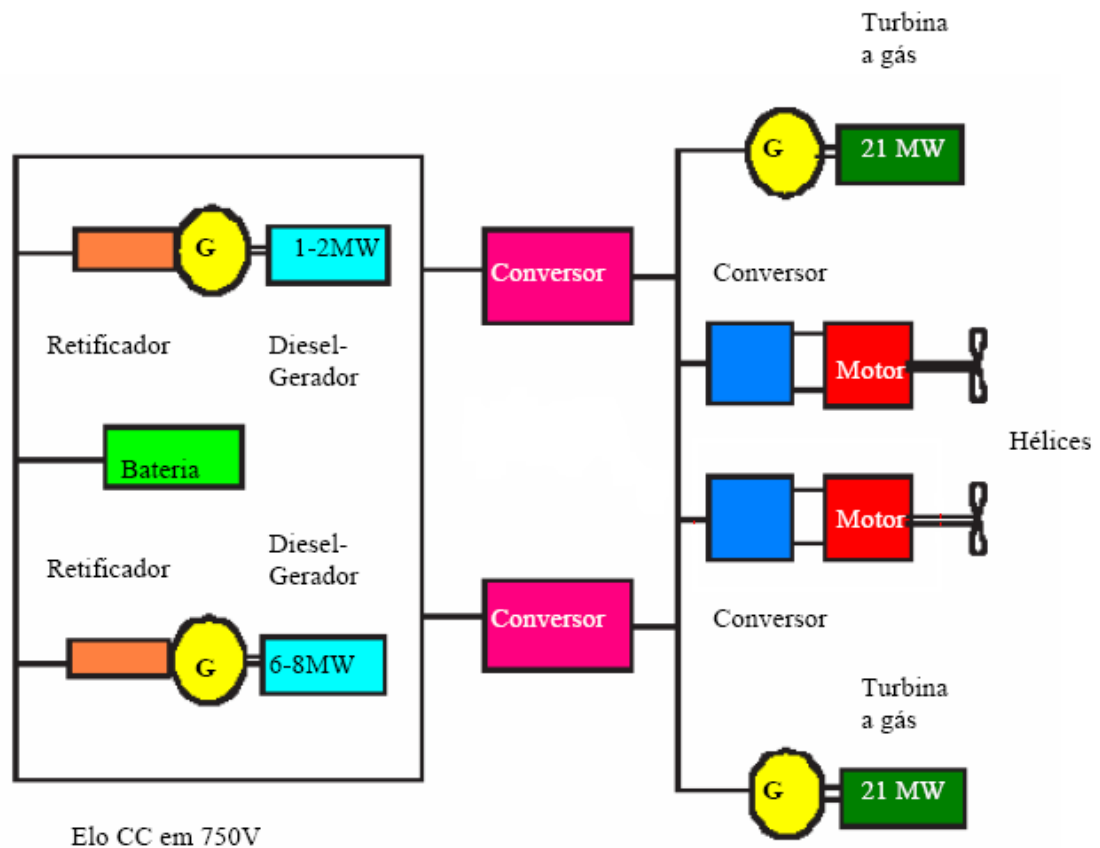 Turbina
a gás
G
21 MW
G
1-2MW
Conversor
Conversor
Retificador
Diesel-
Gerador
Motor
Bateria
Hélices
Motor
Retificador
Diesel-
Gerador
Conversor
Conversor
G
6-8MW
Turbina
a gás
G
21 MW
Elo CC em 750V